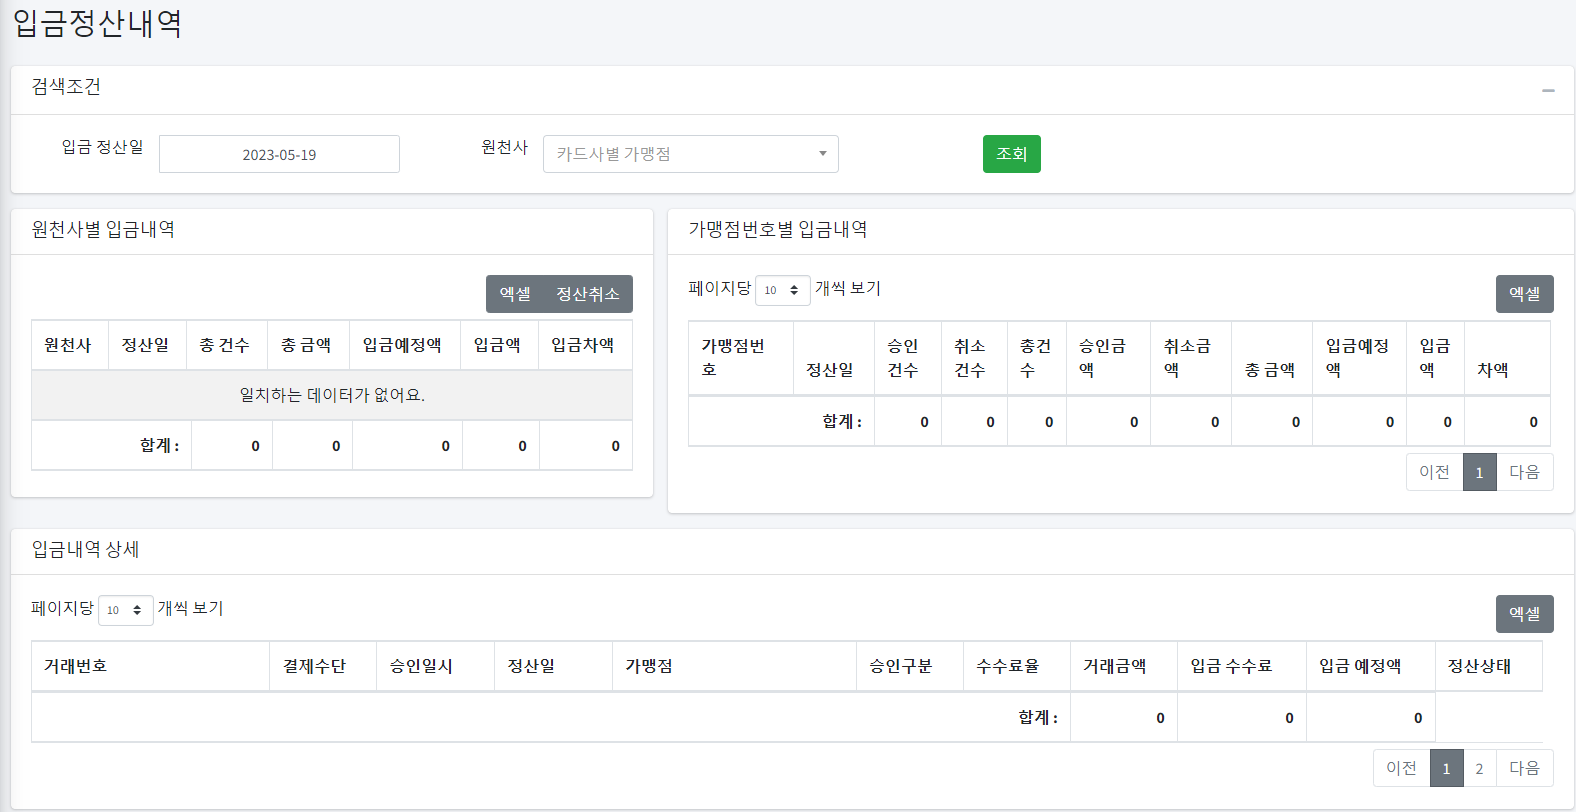 입금정산내역
검색조건
입금 정산일 2023-05-19 원천사 카드사별 가맹점 조회
원천사별 입금내역
엑셀 정산취소
원천사 정산일 총 건수 총 금액 입금예정액 입금액 입금차액
일치하는 데이터가 없어요.
합계 : 0 0 0 0 0
가맹점번호별 입금내역
페이지당 10 개씩 보기 엑셀
가맹점번호 정산일 승인건수 취소건수 총건수 승인금액 취소금액 총 금액 입금예정액 입금액 차액
합계 : 0 0 0 0 0 0 0 0 0
이전 1 다음
입금내역 상세
페이지당 10 개씩 보기 엑셀
거래번호 결제수단 승인일시 정산일 가맹점 승인구분 수수료율 거래금액 입금 수수료 입금 예정액 정산상태
합계 : 0 0 0
이전 1 2 다음